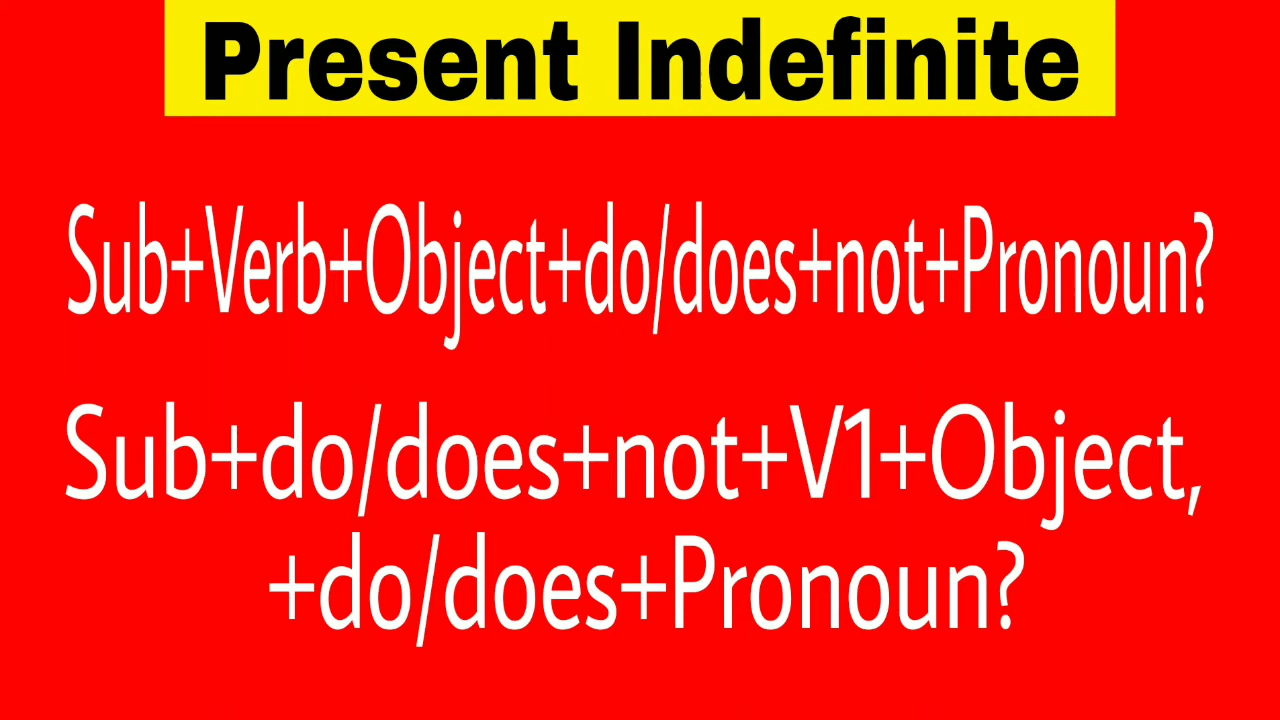 Present Indefinite
Sub+Verb+Object+do/does+not+Pronoun?
Sub+do/does+not+V1+Object,
+do/does+Pronoun?